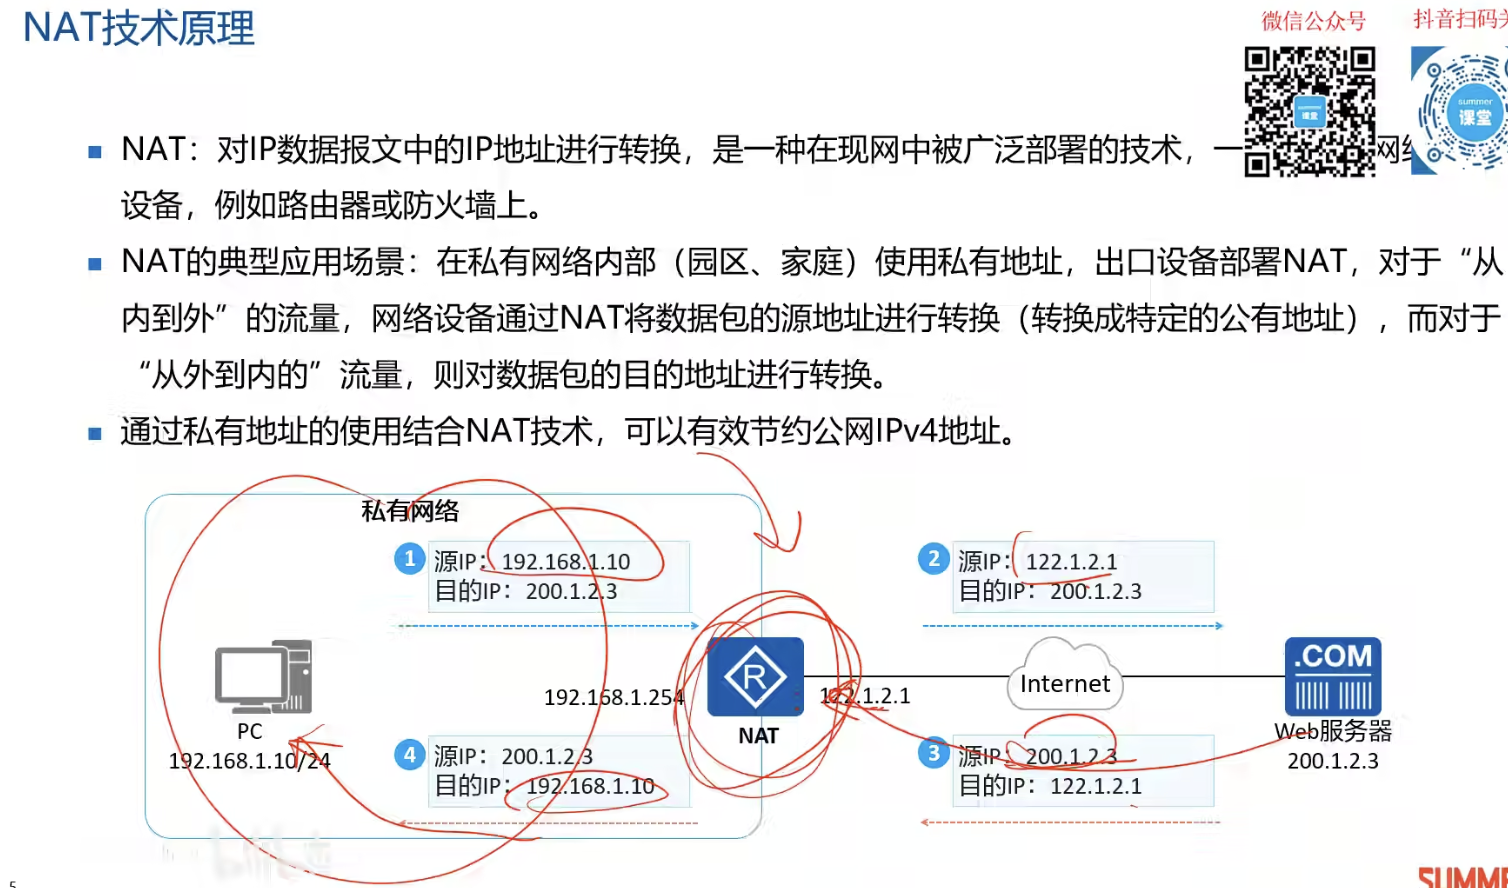 NAT技术原理
微信公众号
抖音扫码
summer
课堂
summer
课堂
NAT：对IP数据报文中的IP地址进行转换，是一种在现网中被广泛部署的技术，一 网
设备，例如路由器或防火墙上。
NAT的典型应用场景：在私有网络内部（园区、家庭）使用私有地址，出口设备部署NAT，对于“从
内到外”的流量，网络设备通过NAT将数据包的源地址进行转换（转换成特定的公有地址），而对于
“从外到内的”流量，则对数据包的目的地址进行转换。
通过私有地址的使用结合NAT技术，可以有效节约公网IPv4地址。
私有网络
1 源IP：192.168.1.10
目的IP：200.1.2.3
2 源IP：122.1.2.1
目的IP：200.1.2.3
192.168.1.254
R
NAT
122.1.2.1
Internet
.COM
Web服务器
200.1.2.3
PC
192.168.1.10/24
4 源IP：200.1.2.3
目的IP：192.168.1.10
3 源IP：200.1.2.3
目的IP：122.1.2.1
5
SUMME